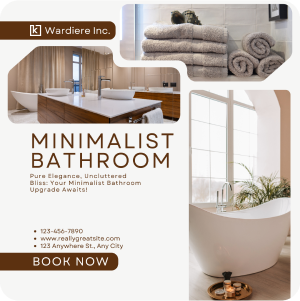 Wardiere Inc.
MINIMALIST
BATHROOM
Pure Elegance, Uncluttered
Bliss: Your Minimalist Bathroom
Upgrade Awaits!
123-456-7890
www.reallygreatsite.com
123 Anywhere St., Any City
BOOK NOW